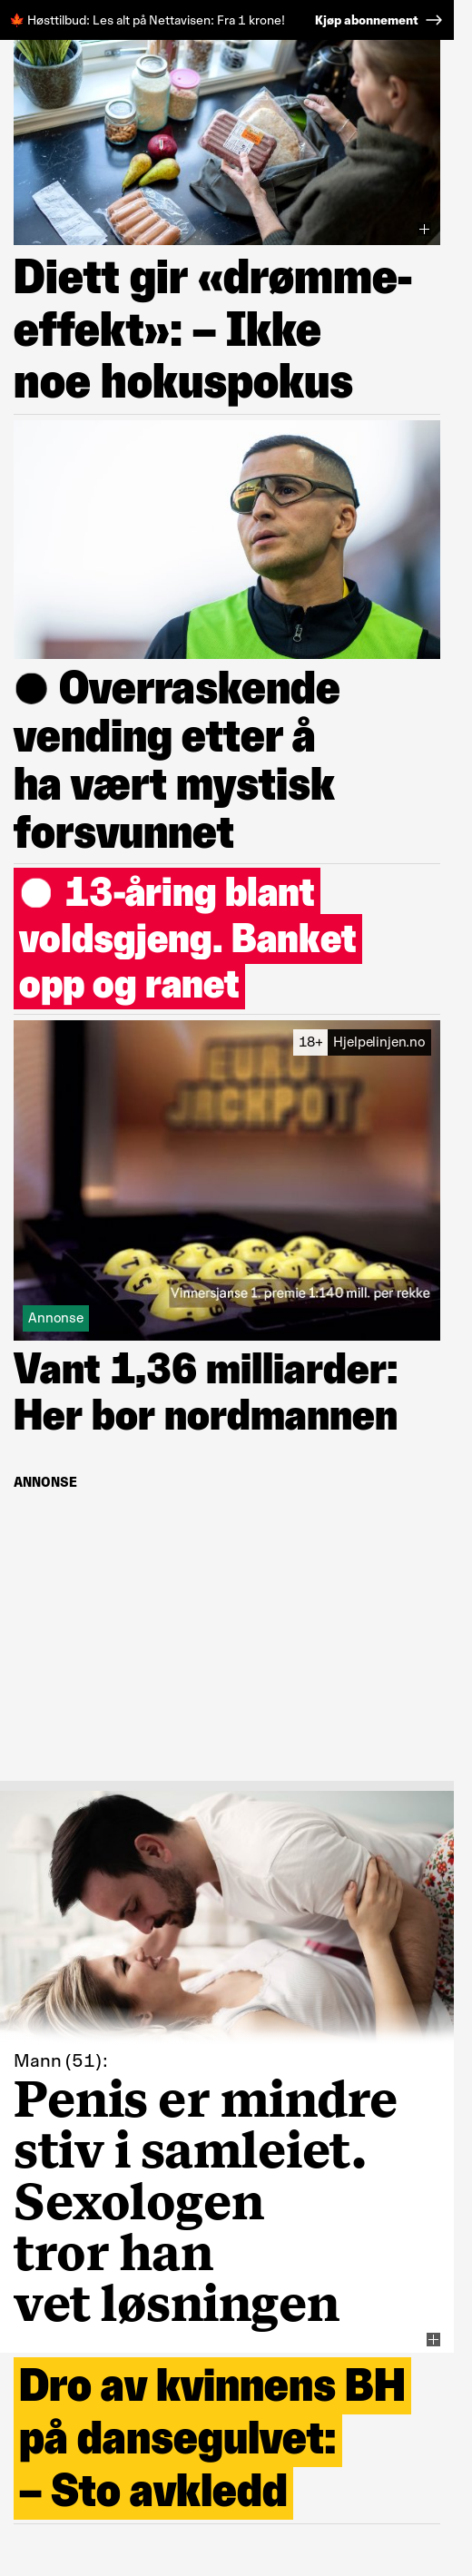 🍁 Høsttilbud: Les alt på Nettavisen: Fra 1 krone! Kjøp abonnement →
Diett gir «drømme-
effekt»: – Ikke
noe hokuspokus
● Overraskende
vending etter å
ha vært mystisk
forsvunnet
● 13-åring blant
voldsgjeng. Banket
opp og ranet
18+ Hjelpelinjen.no
EURO
JACKPOT
Vinnersjanse 1. premie 1:140 mill. per rekke
Annonse
Vant 1,36 milliarder:
Her bor nordmannen
ANNONSE
Mann (51):
Penis er mindre
stiv i samleiet.
Sexologen
tror han
vet løsningen
Dro av kvinnens BH
på dansegulvet:
– Sto avkledd